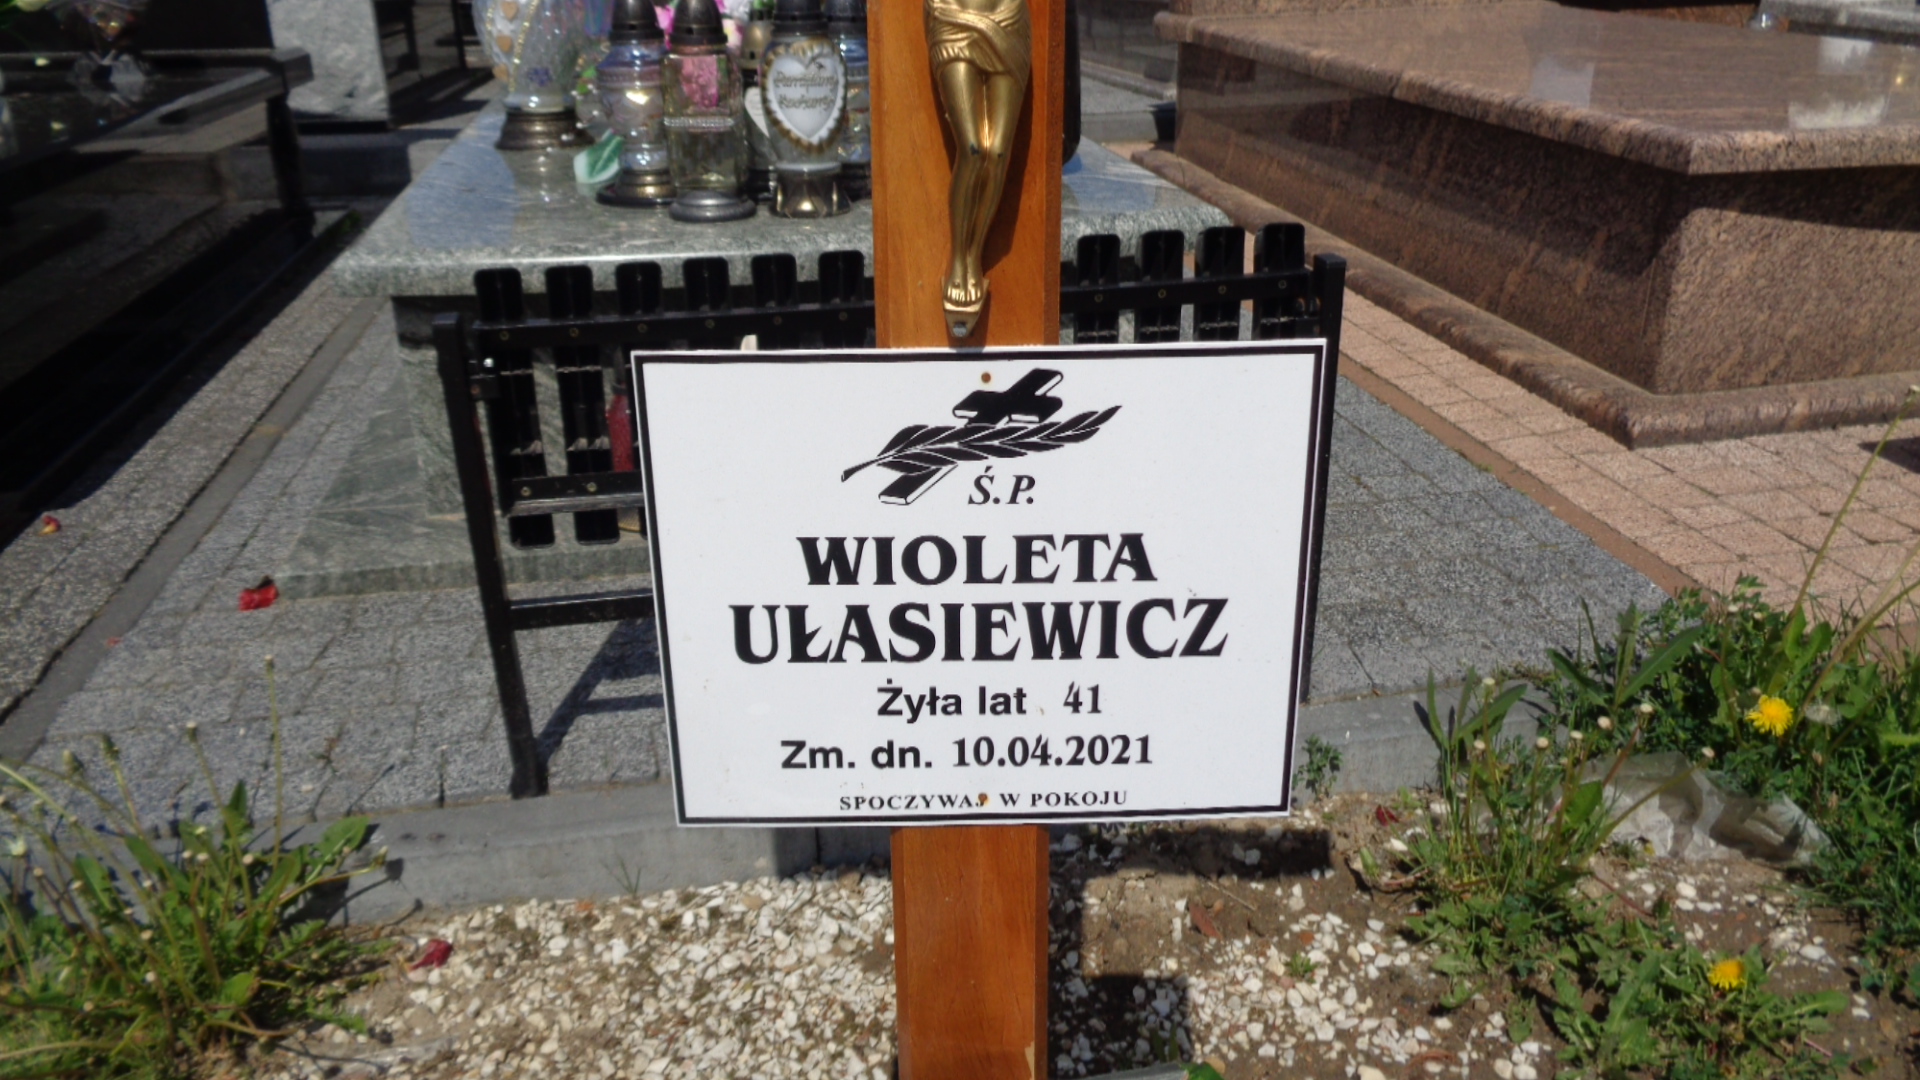 Ś.P.
WIOLETA
UŁASIEWICZ
Żyła lat 41
Zm. dn. 10.04.2021
SPOCZYWAJ W POKOJU